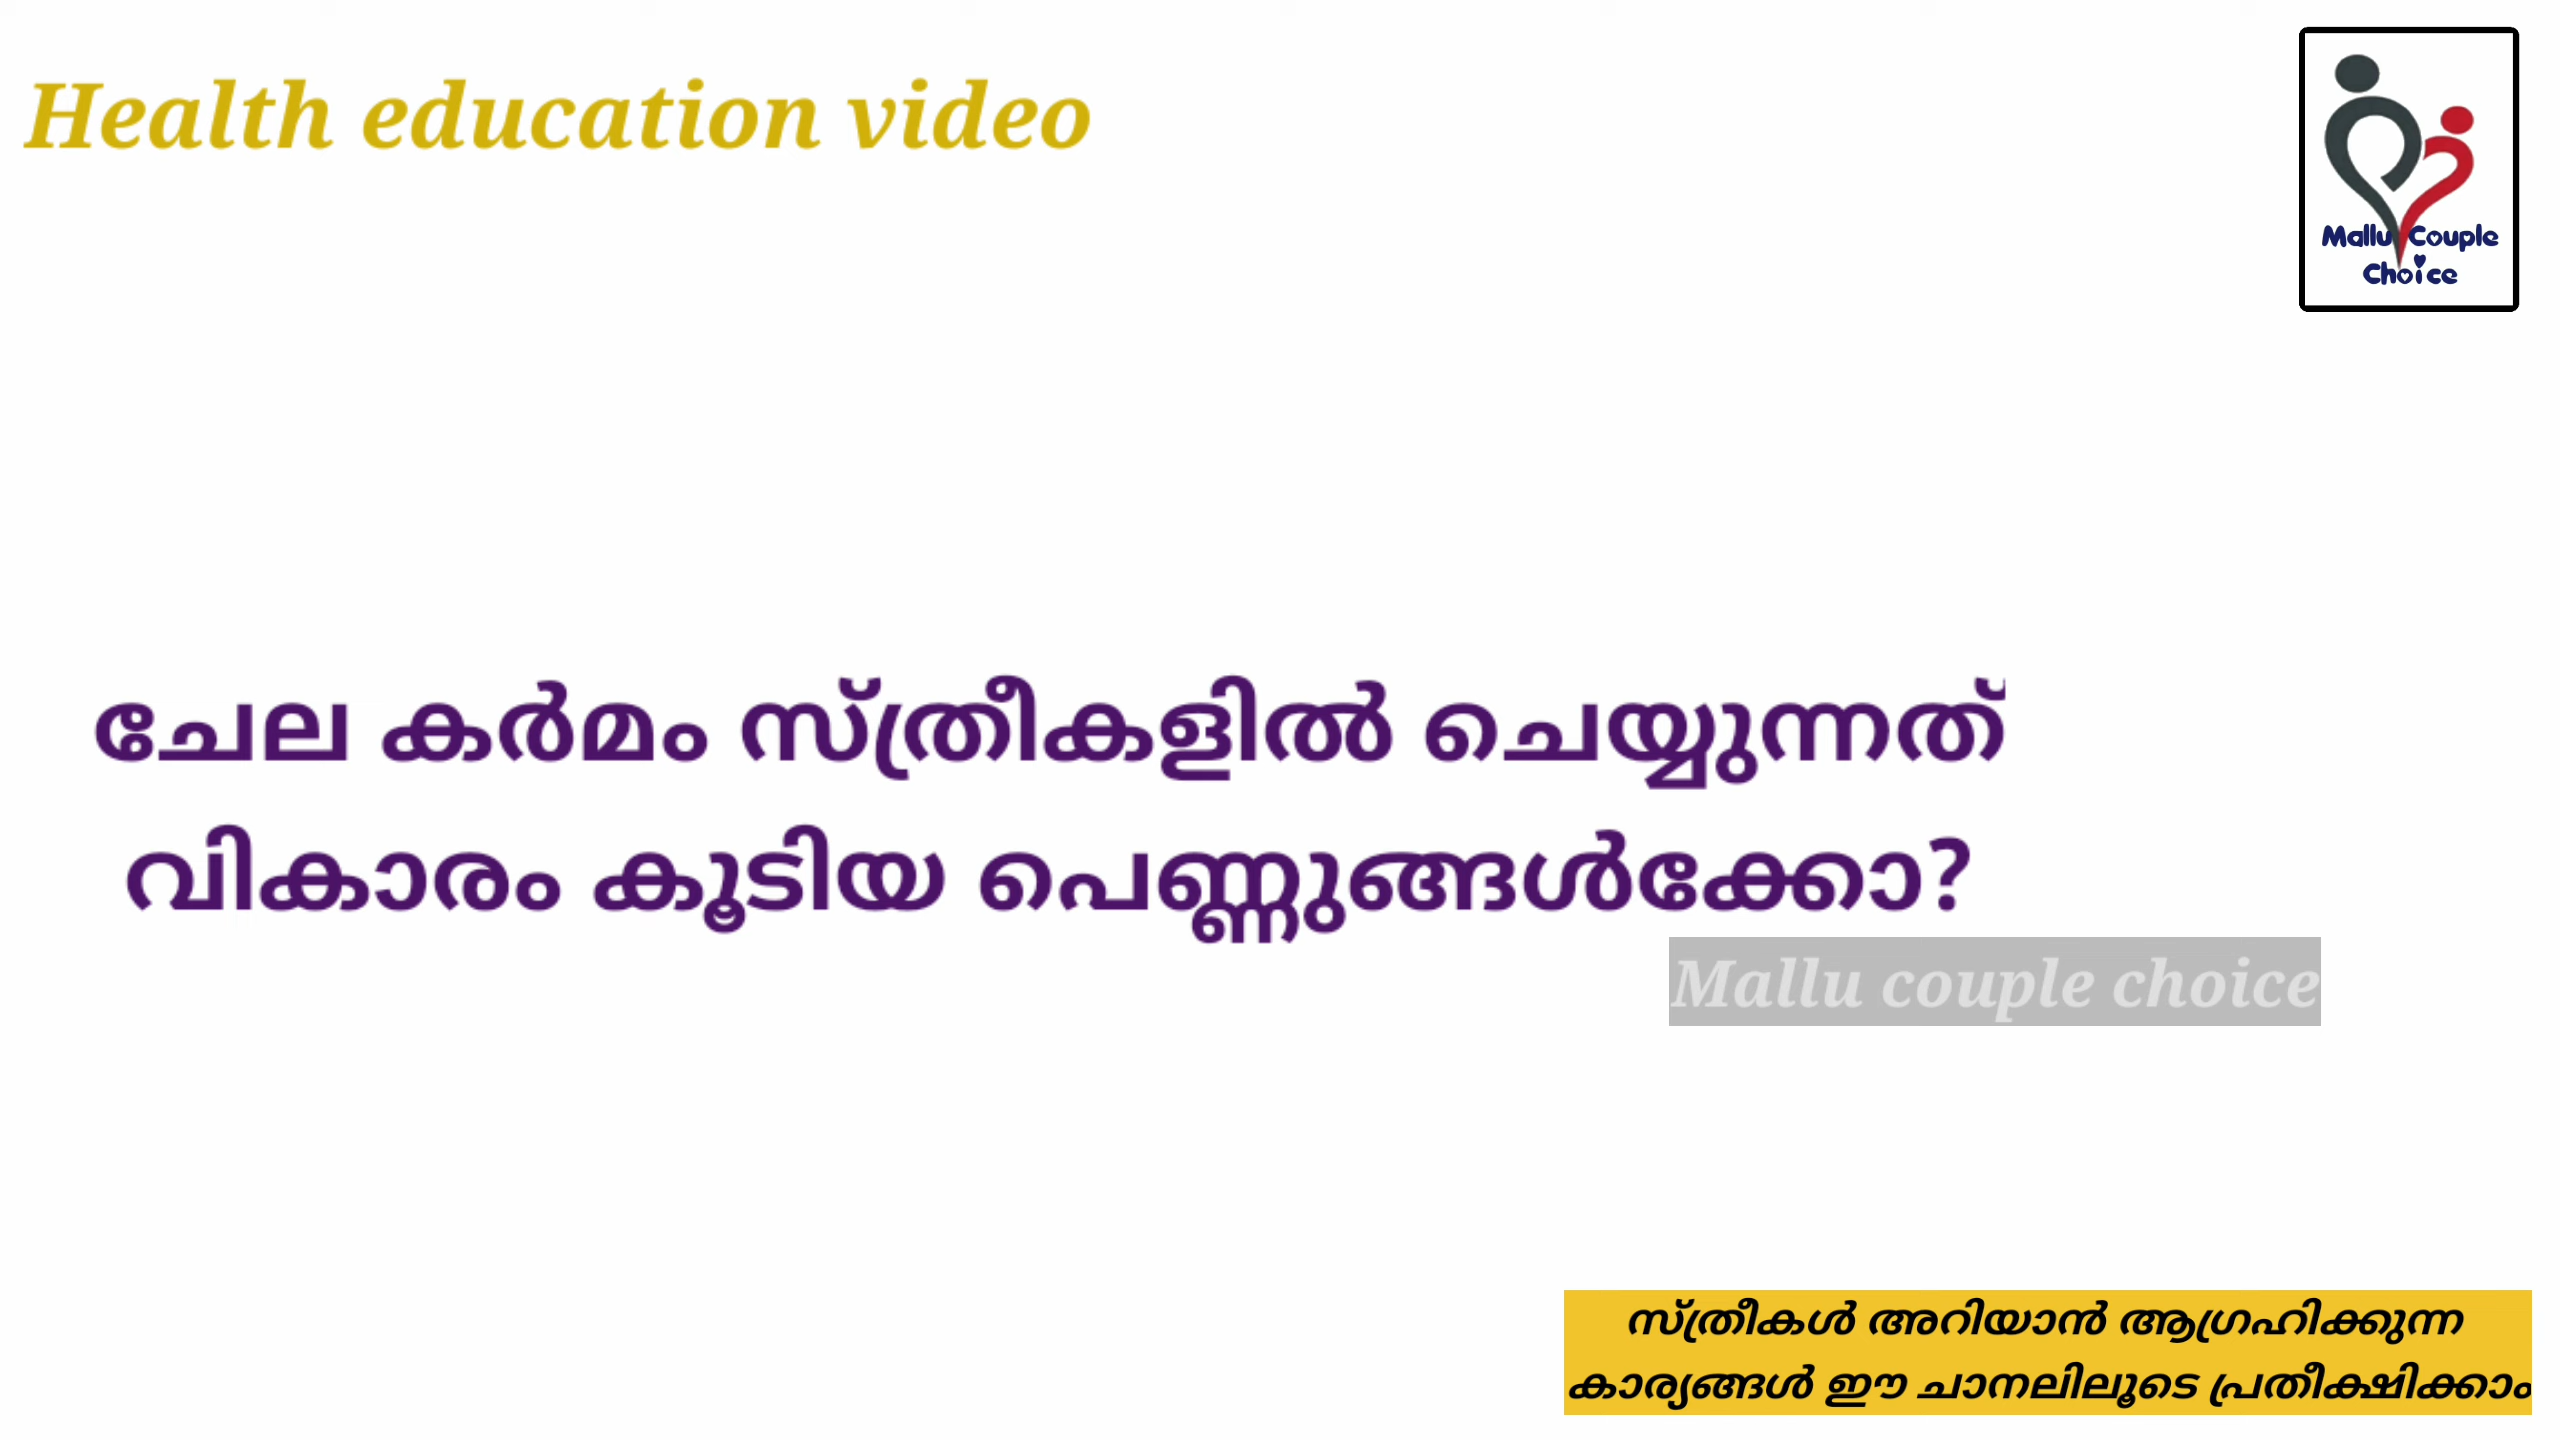 Health education video
Mallu Couple
Choice
ചേല കർമം സ്ത്രീകളിൽ ചെയ്യുന്നത്
വികാരം കൂടിയ പെണ്ണുങ്ങൾക്കോ?
Mallu couple choice
സ്ത്രീകൾ അറിയാൻ ആഗ്രഹിക്കുന്ന
കാര്യങ്ങൾ ഈ ചാനലിലൂടെ പ്രതീക്ഷിക്കാം